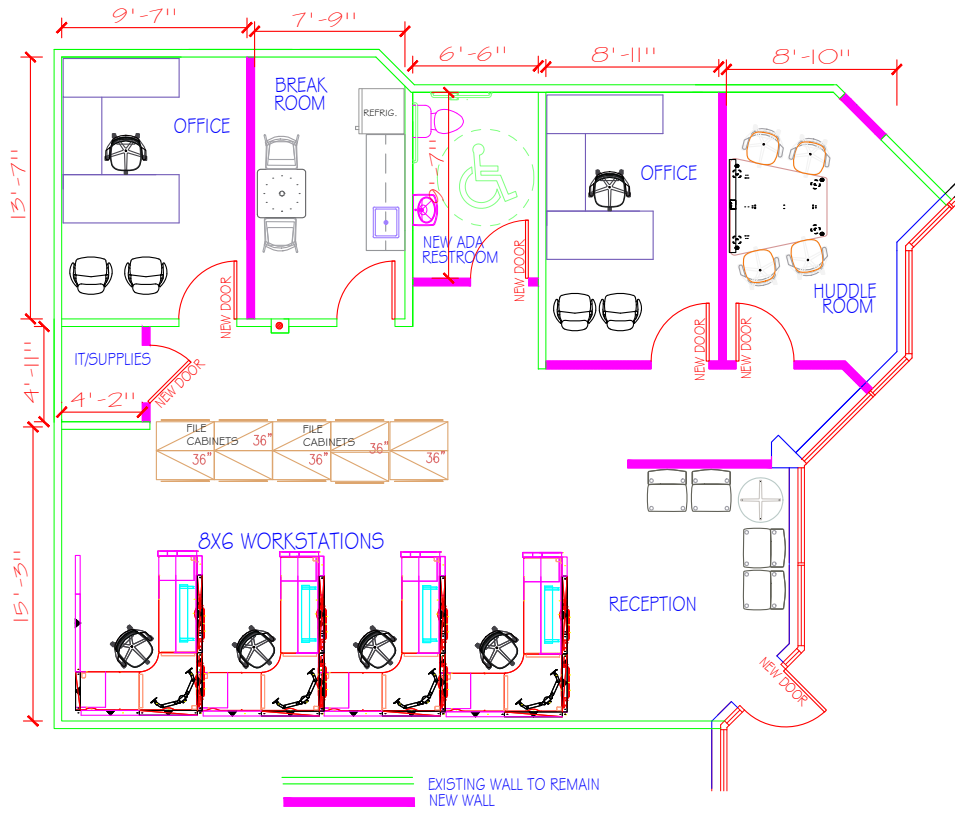 9'-7"
7'-9"
6'-6"
8'-11"
8'-10"
BREAK
ROOM
REFRIG.
OFFICE
OFFICE
13'-7"
NEW ADA
RESTROOM
HUDDLE
ROOM
NEW DOOR
NEW DOOR
NEW DOOR
NEW DOOR
IT/SUPPLIES
NEW DOOR
4'-11"
4'-2"
FILE
CABINETS
36"
36"
FILE
CABINETS
36"
36"
36"
8X6 WORKSTATIONS
15'-3"
RECEPTION
NEW DOOR
EXISTING WALL TO REMAIN
NEW WALL